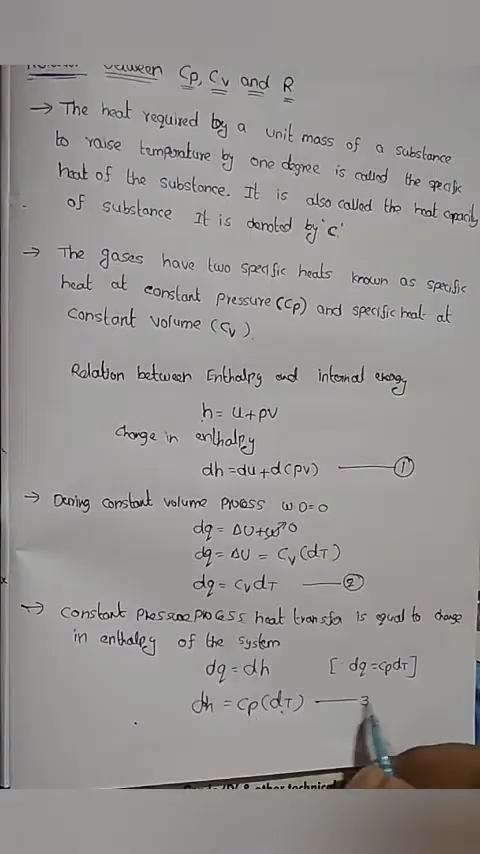 between Cp, Cv and R
→ The heat required by a unit mass of a substance
to raise temperature by one degree is called the specific
heat of the substance. It is also called the heat capacity
of substance It is denoted by 'c'
→ The gases have two specific heats known as specific
heat at constant pressure (Cp) and specific heat at
constant volume (Cv).
Relation between Enthalpy and internal energy
h = u + pv
Change in enthalpy
dh = du + d(pv) —— ①
→ During constant volume process WD = 0
dq = ΔU + w↗0
dq = ΔU = Cv(dT)
dq = CvdT —— ②
→ Constant pressure process heat transfer is equal to change
in enthalpy of the system
dq = dh [∵ dq = CpdT]
dh = Cp(dT) —— 3
& other technical